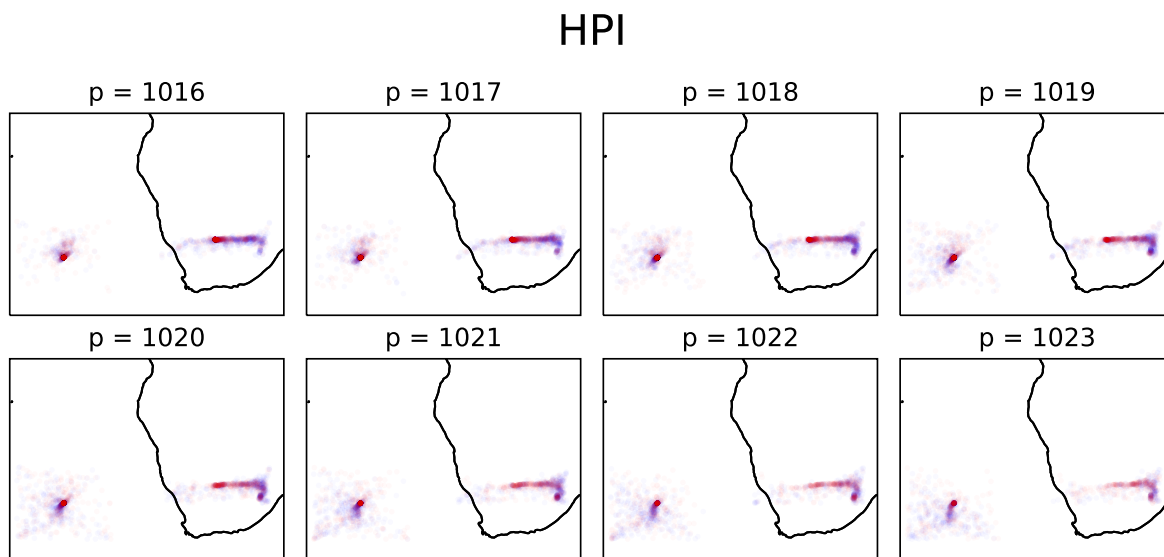 HPI
p = 1016
p = 1017
p = 1018
p = 1019
p = 1020
p = 1021
p = 1022
p = 1023